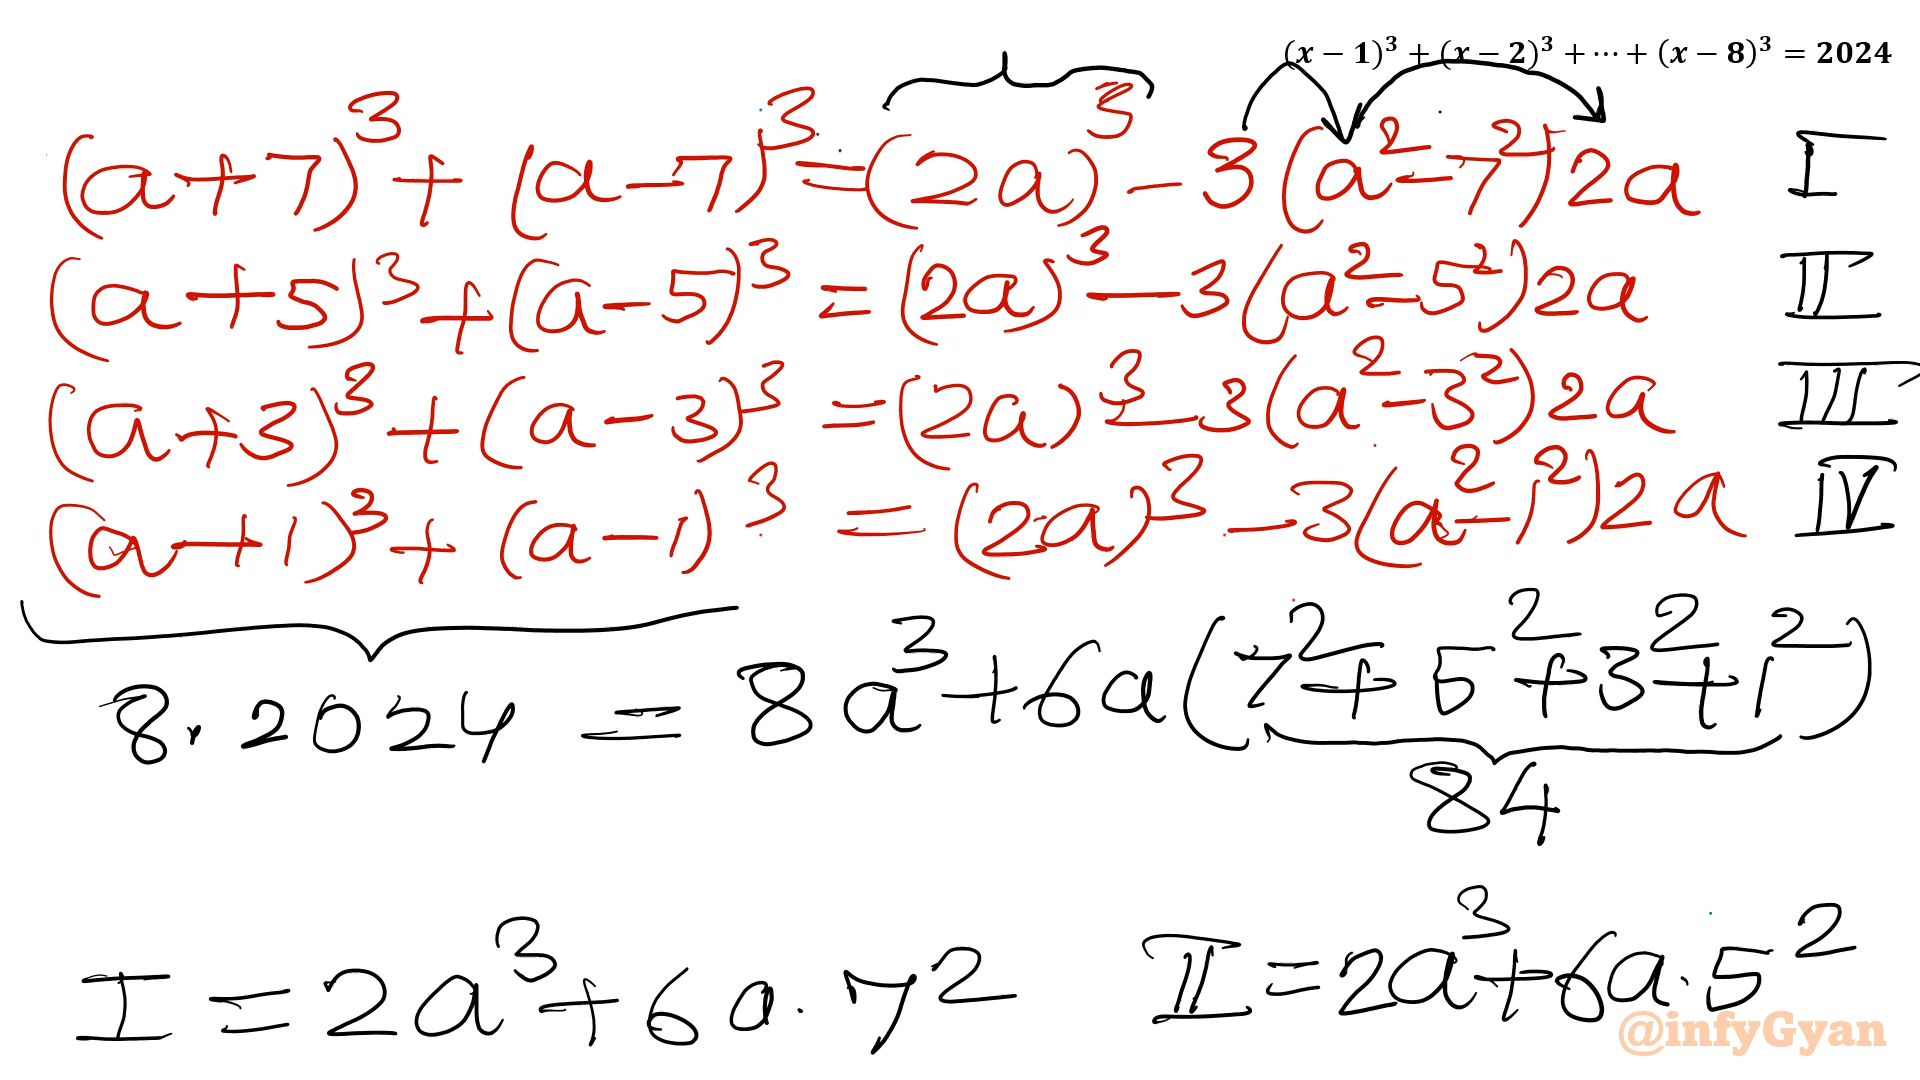 (x − 1)³ + (x − 2)³ + ⋯ + (x − 8)³ = 2024
(a+7)³ + (a−7)³ = (2a)³ − 3(a²−7²)2a I
(a+5)³ + (a−5)³ = (2a)³ − 3(a²−5²)2a II
(a+3)³ + (a−3)³ = (2a)³ − 3(a²−3²)2a III
(a+1)³ + (a−1)³ = (2a)³ − 3(a²−1²)2a IV
8·2024 = 8a³ + 6a(7² + 5² + 3² + 1²)
84
I = 2a³ + 6a·7² II = 2a³ + 6a·5²
@infyGyan